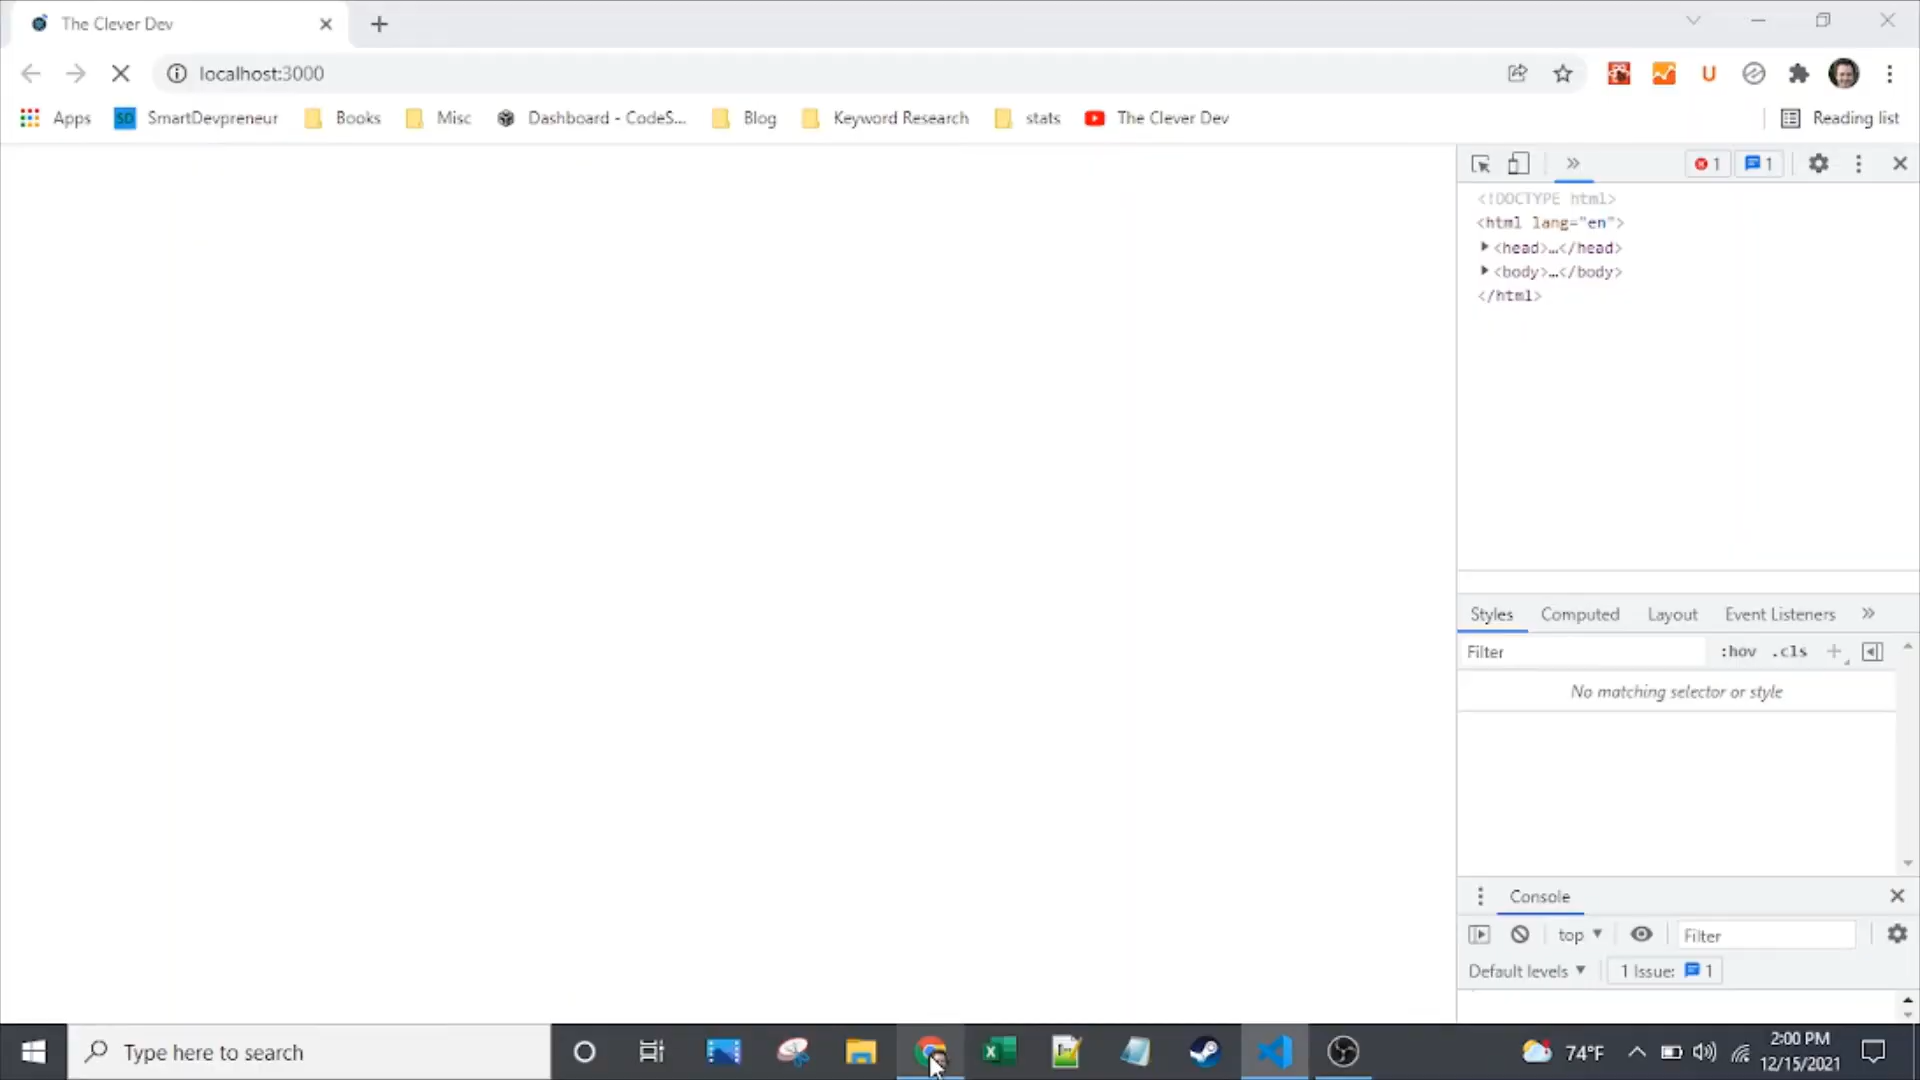 The Clever Dev
localhost:3000
Apps SmartDevpreneur Books Misc Dashboard - CodeS... Blog Keyword Research stats The Clever Dev Reading list
1 1
<!DOCTYPE html>
<html lang="en">
<head>…</head>
<body>…</body>
</html>
Styles Computed Layout Event Listeners
Filter :hov .cls
No matching selector or style
Console
top Filter
Default levels 1 Issue: 1
Type here to search 74°F 2:00 PM
12/15/2021